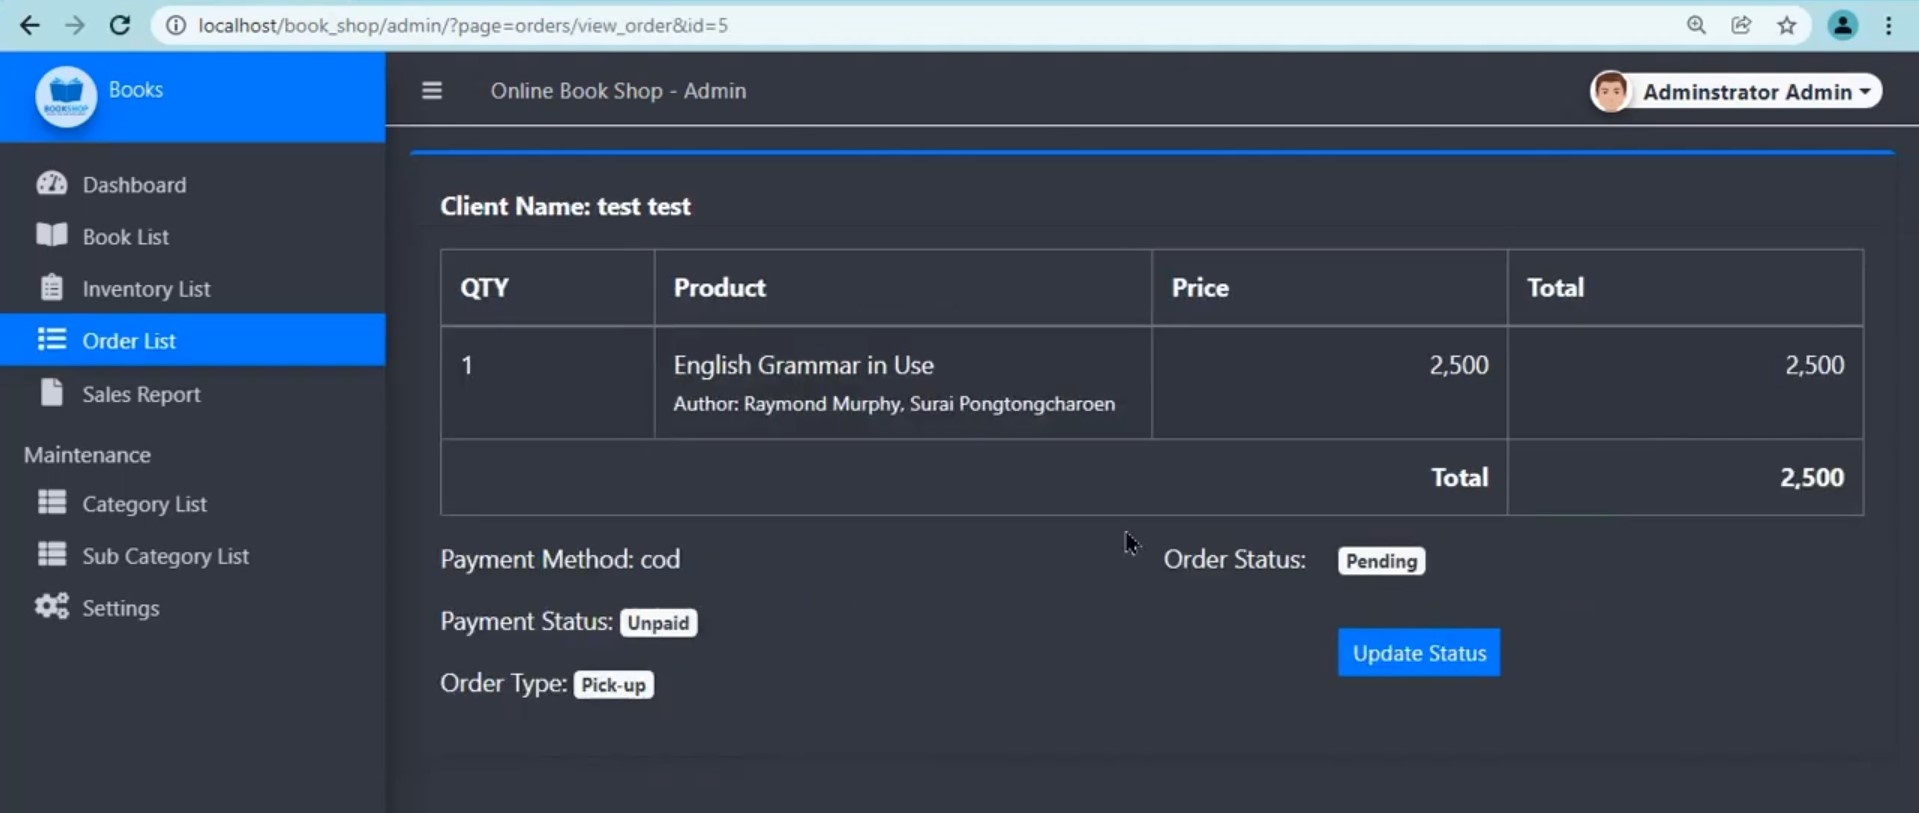 localhost/book_shop/admin/?page=orders/view_order&id=5
BOOKSHOP
Books
Online Book Shop - Admin
Adminstrator Admin
Dashboard
Book List
Inventory List
Order List
Sales Report
Maintenance
Category List
Sub Category List
Settings
Client Name: test test
QTY Product Price Total
1 English Grammar in Use 2,500 2,500
Author: Raymond Murphy, Surai Pongtongcharoen
Total 2,500
Payment Method: cod
Order Status: Pending
Payment Status: Unpaid
Update Status
Order Type: Pick-up